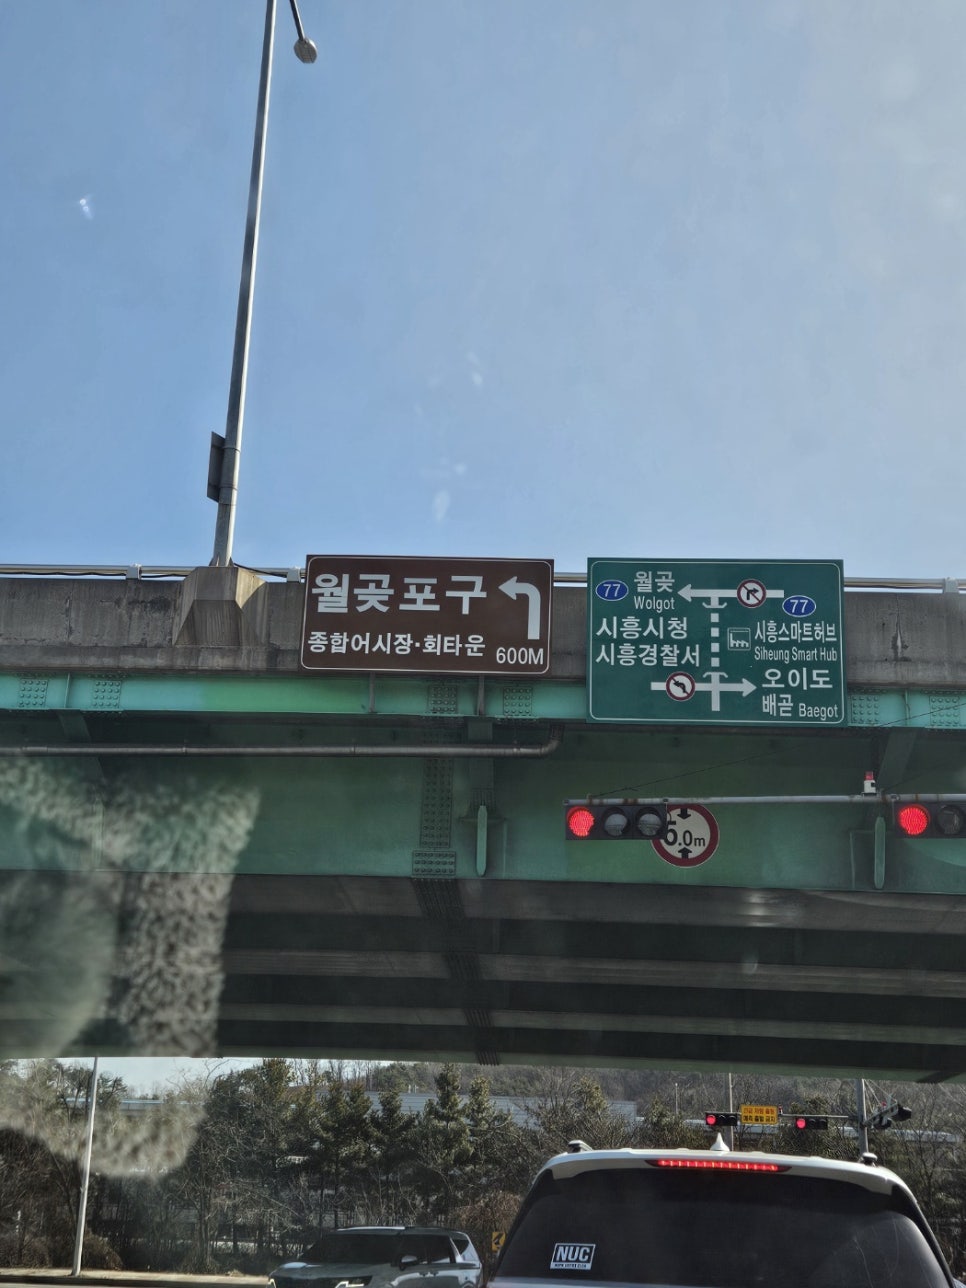 월곶포구
종합어시장·회타운
600M
77
월곶
Wolgot
시흥시청
시흥경찰서
77
시흥스마트허브
Siheung Smart Hub
오이도
배곧 Baegot
5.0m
NUC